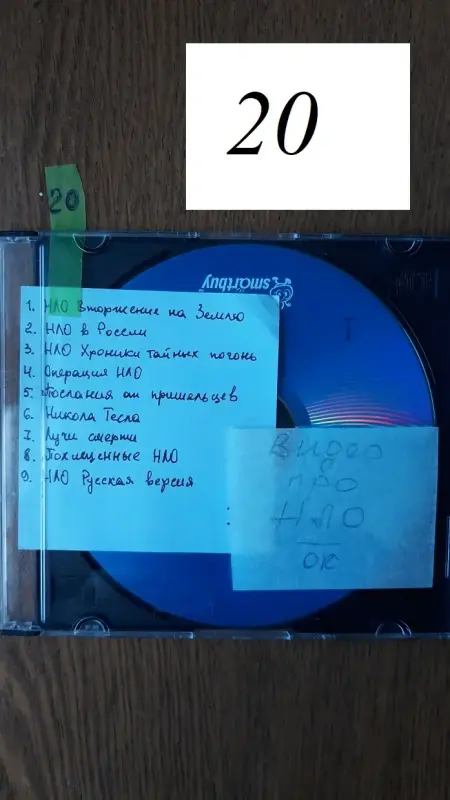 20
20
smartbuy
1. НЛО Вторжение на Землю
2. НЛО в России
3. НЛО Хроники тайных погонь
4. Операция НЛО
5. Послания от пришельцев
6. Никола Тесла
7. Лучи смерти
8. Похищенные НЛО
9. НЛО Русская версия
Видео
про
НЛО
ок